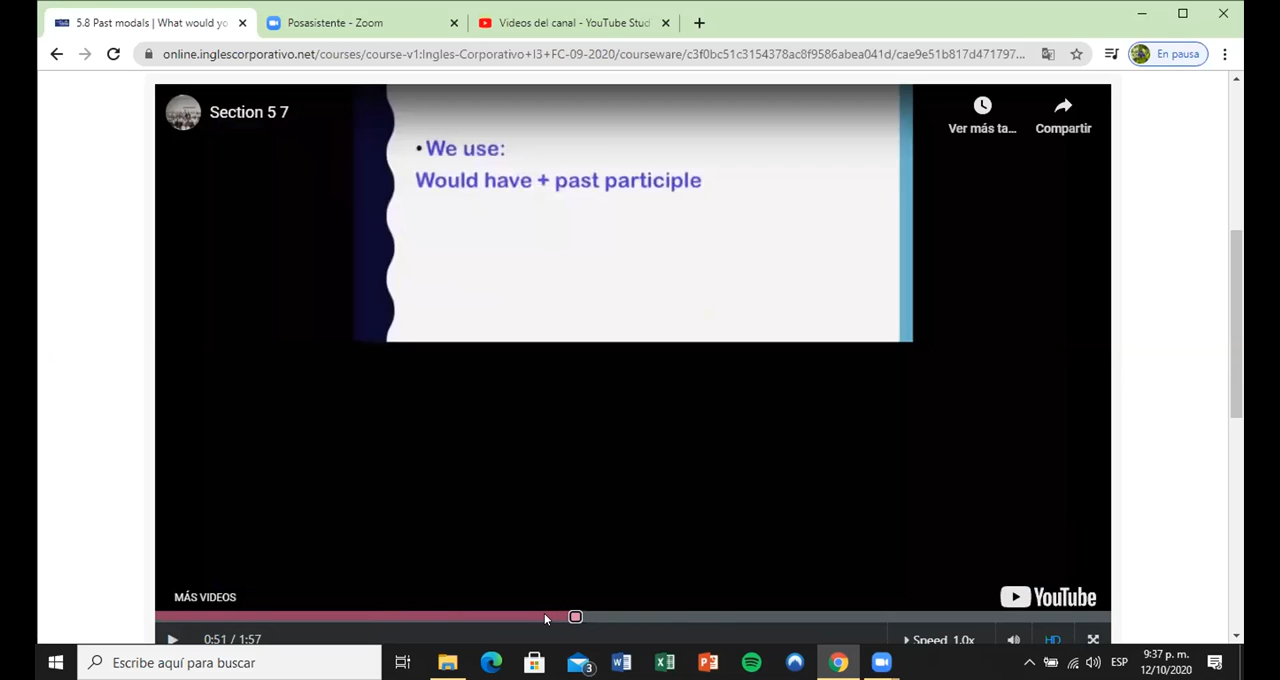 5.8 Past modals | What would yo
Posasistente - Zoom
Videos del canal - YouTube Stud
online.inglescorporativo.net/courses/course-v1:Ingles-Corporativo+I3+FC-09-2020/courseware/c3f0bc51c3154378ac8f9586abea041d/cae9e51b817d471797...
En pausa
Section 5 7
Ver más ta...
Compartir
• We use:
Would have + past participle
MÁS VIDEOS
YouTube
0:51 / 1:57
Speed 1.0x
HD
Escribe aquí para buscar
3
ESP
9:37 p. m.
12/10/2020